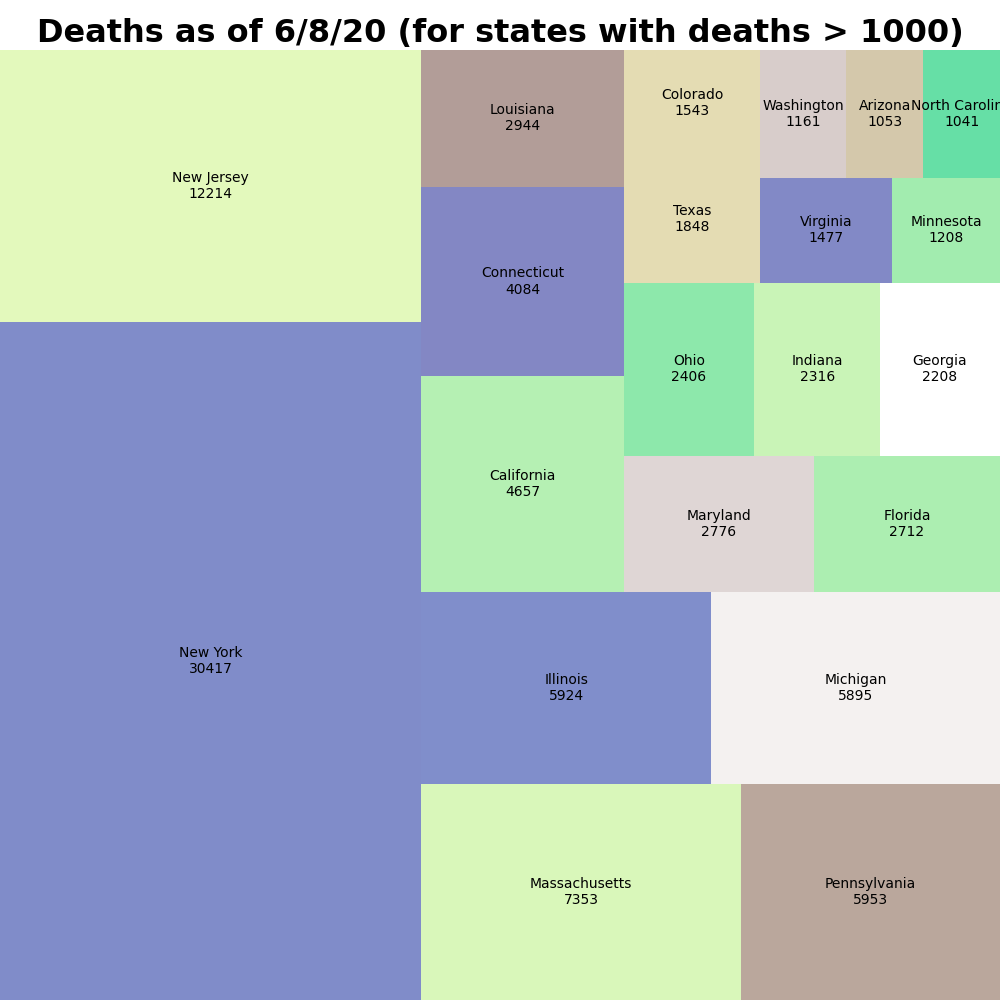 Deaths as of 6/8/20 (for states with deaths > 1000)
New Jersey
12214
Louisiana
2944
Colorado
1543
Washington
1161
Arizona
1053
North Carolin
1041
Texas
1848
Virginia
1477
Minnesota
1208
Connecticut
4084
Ohio
2406
Indiana
2316
Georgia
2208
California
4657
Maryland
2776
Florida
2712
New York
30417
Illinois
5924
Michigan
5895
Massachusetts
7353
Pennsylvania
5953